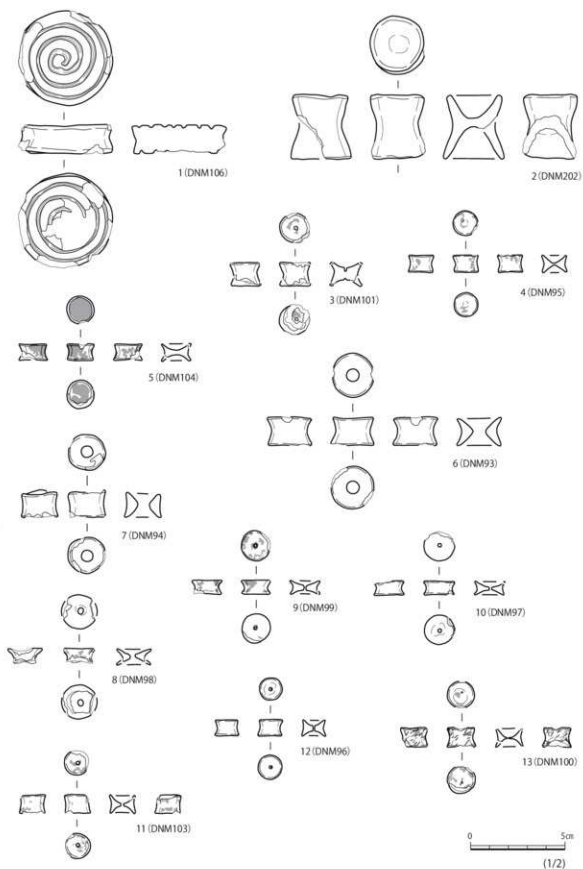 1(DNM106)
2(DNM202)
3(DNM101)
4(DNM95)
5(DNM104)
6(DNM93)
7(DNM94)
9(DNM99)
10(DNM97)
8(DNM98)
12(DNM96)
13(DNM100)
11(DNM103)
0 5cm
(1/2)